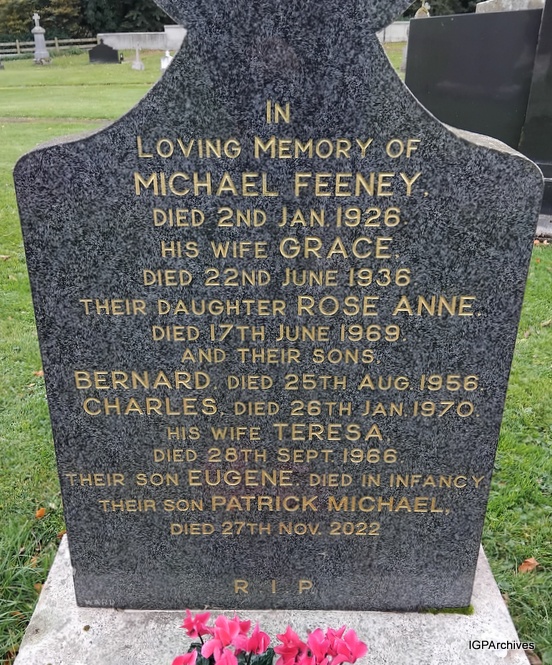 IN
LOVING MEMORY OF
MICHAEL FEENEY.
DIED 2ND JAN. 1926.
HIS WIFE GRACE.
DIED 22ND JUNE 1936
THEIR DAUGHTER ROSE ANNE.
DIED 17TH JUNE 1969.
AND THEIR SONS.
BERNARD. DIED 25TH AUG. 1956.
CHARLES. DIED 26TH JAN. 1970.
HIS WIFE TERESA.
DIED 28TH SEPT 1966
THEIR SON EUGENE. DIED IN INFANCY
THEIR SON PATRICK MICHAEL,
DIED 27TH NOV. 2022
R. I. P.
WARD
IGPArchives